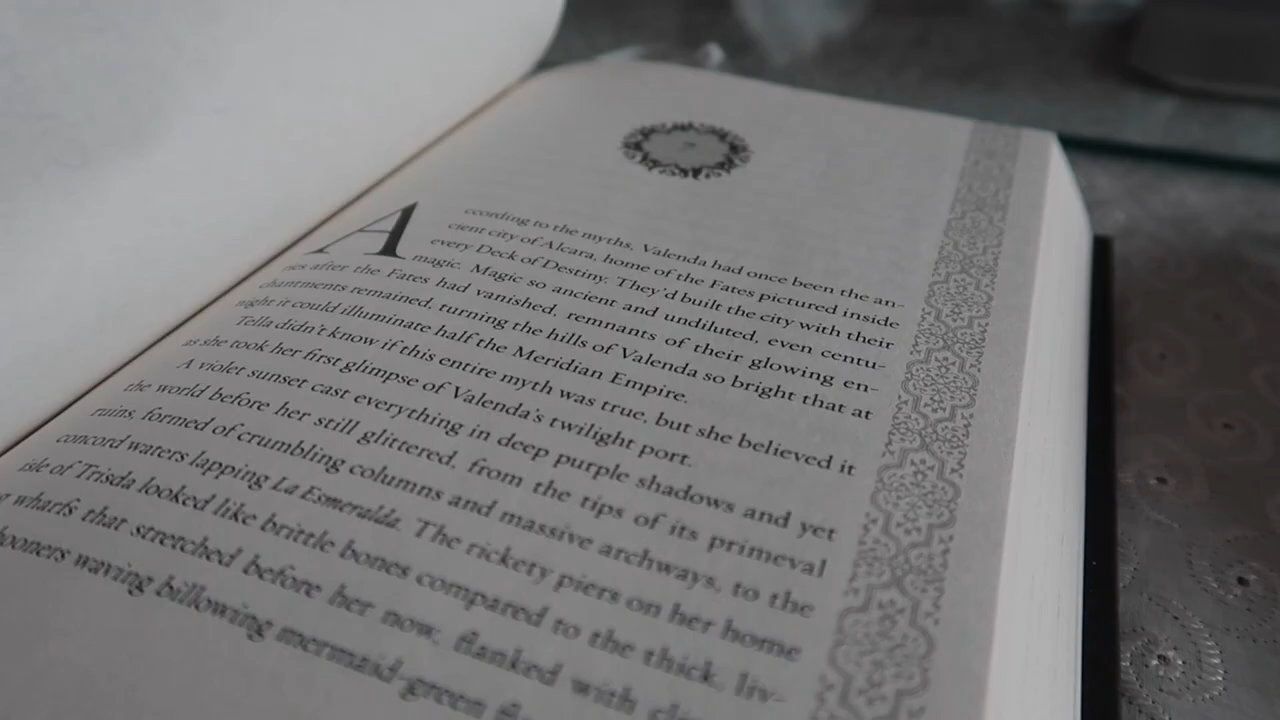 According to the myths, Valenda had once been the an-
cient city of Alcara, home of the Fates pictured inside
every Deck of Destiny. They'd built the city with their
magic. Magic so ancient and undiluted, even centu-
ries after the Fates had vanished, remnants of their glowing en-
chantments remained, turning the hills of Valenda so bright that at
night it could illuminate half the Meridian Empire.
Tella didn't know if this entire myth was true, but she believed it
as she took her first glimpse of Valenda's twilight port.
A violet sunset cast everything in deep purple shadows and yet
the world before her still glittered, from the tips of its primeval
ruins, formed of crumbling columns and massive archways, to the
concord waters lapping La Esmeralda. The rickety piers on her home
isle of Trisda looked like brittle bones compared to the thick, liv-
wharfs that stretched before her now, flanked with
waving billowing mermaid-green